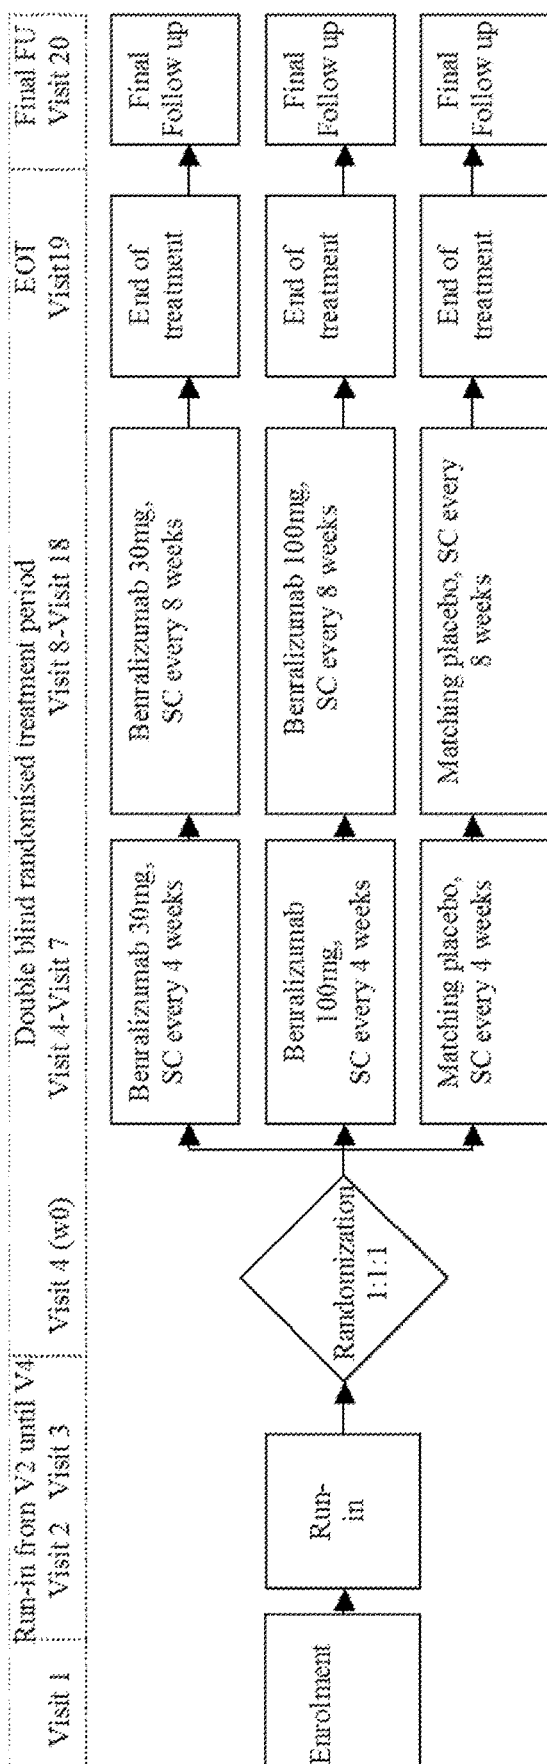 Visit 1
Run-in from V2 until V4
Visit 2 Visit 3
Double blind randomised treatment period
Visit 4 (w0)
Visit 4-Visit 7
Visit 8-Visit 18
EOT
Visit19
Final FU
Visit 20
Enrolment
Run-
in
Randomization
1:1:1
Benralizumab 30mg,
SC every 4 weeks
Benralizumab 30mg,
SC every 8 weeks
End of
treatment
Final
Follow up
Benralizumab
100mg,
SC every 4 weeks
Benralizumab 100mg,
SC every 8 weeks
End of
treatment
Final
Follow up
Matching placebo,
SC every 4 weeks
Matching placebo, SC every
8 weeks
End of
treatment
Final
Follow up